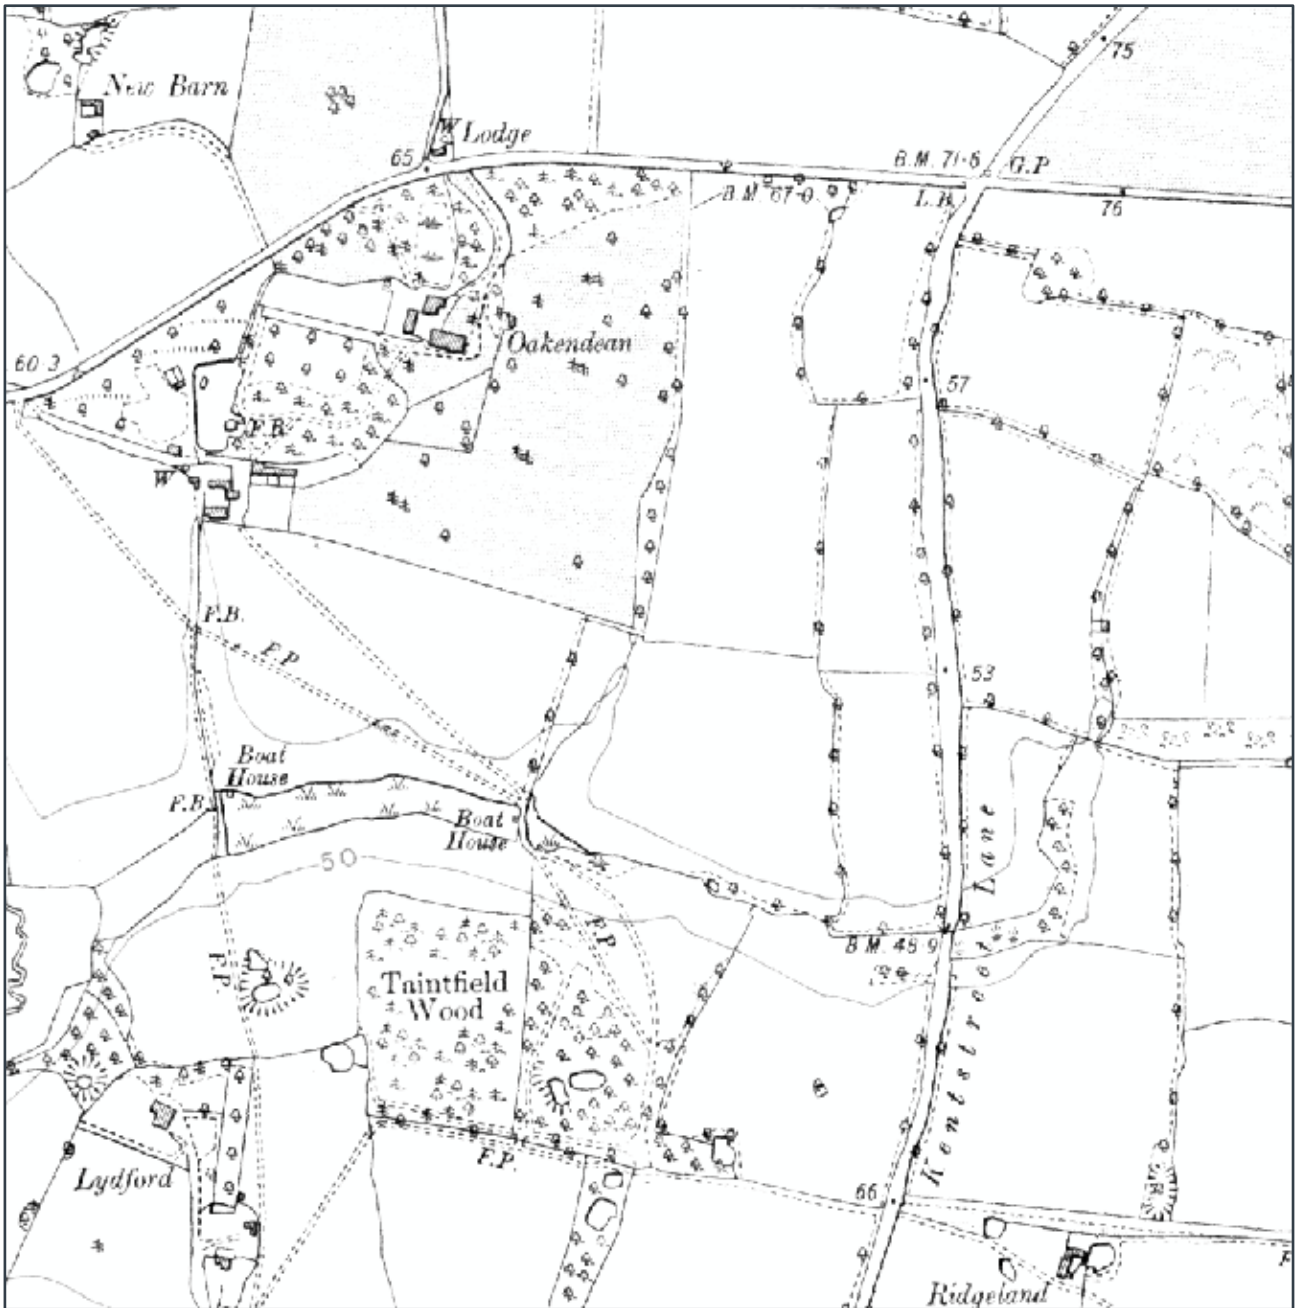 75
New Barn
W
Lodge
65
B.M. 71·6
G.P
B.M. 67·0
L.B.
76
Oakendean
60·3
57
F.B.
W
F.B.
F.P
53
Boat
House
F.B.
Boat
House
50
Lane
F.P
B.M. 48·9
F.P.
Taintfield
Wood
Kentstreet
F.P.
Lydford
66
Ridgeland